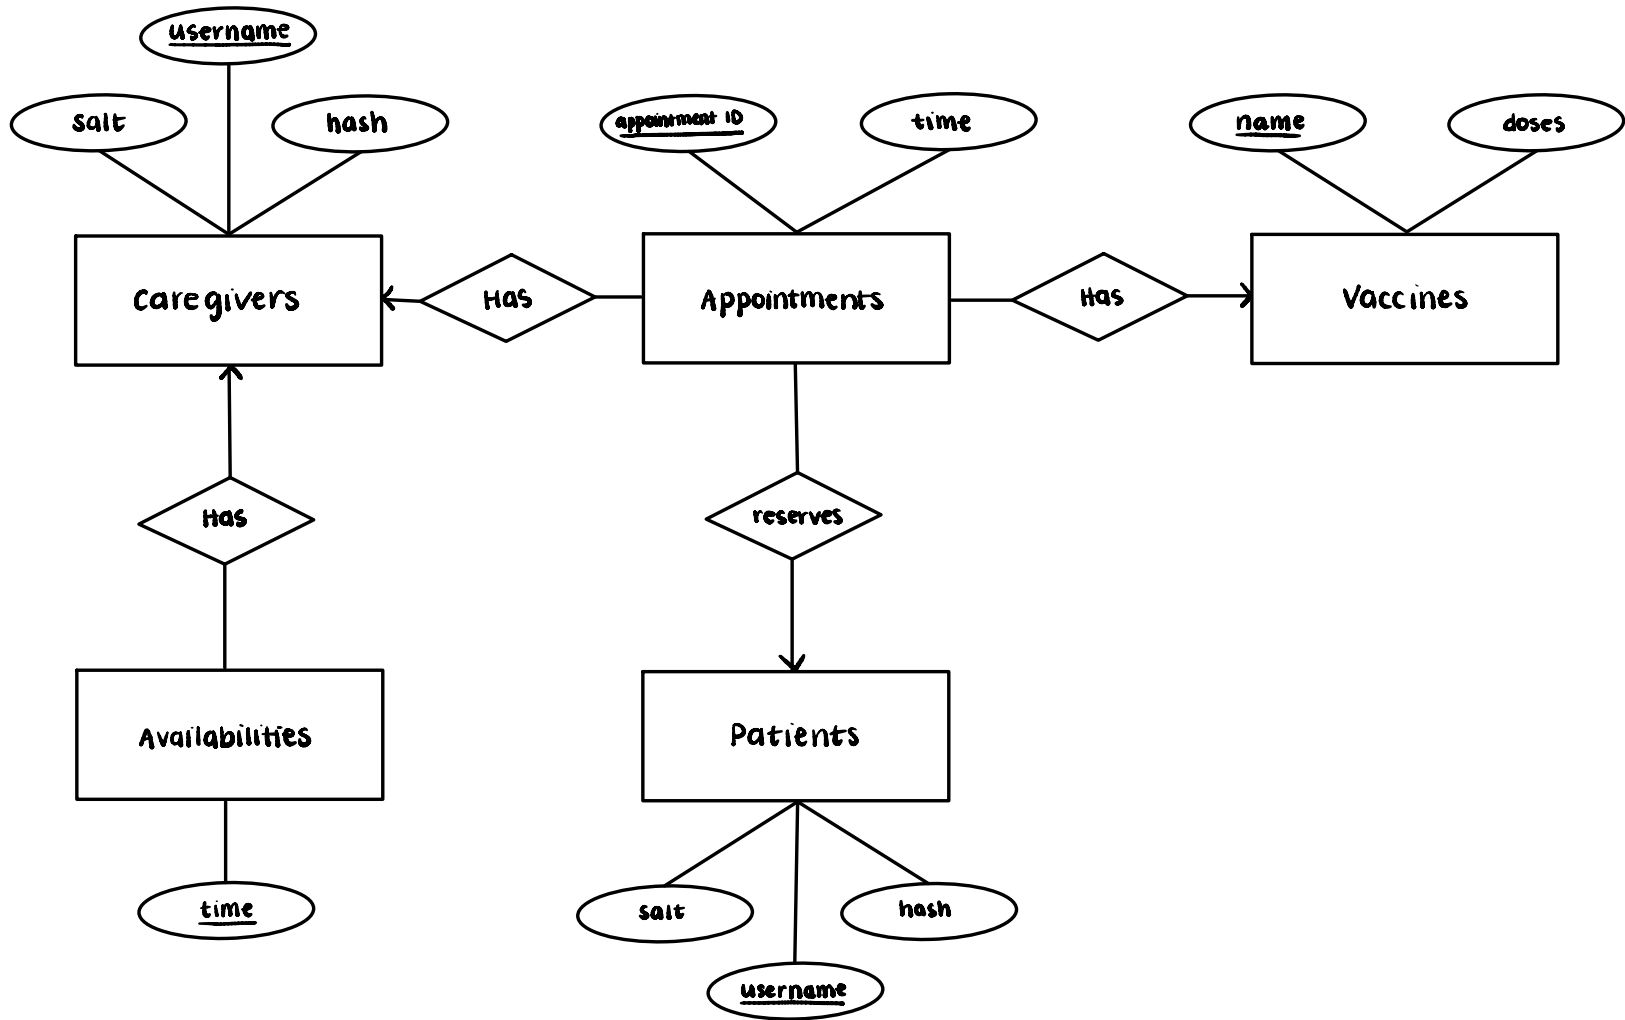 username
salt
hash
appointment ID
time
name
doses
Caregivers
Has
Appointments
Has
Vaccines
Has
reserves
Availabilities
Patients
time
salt
hash
username